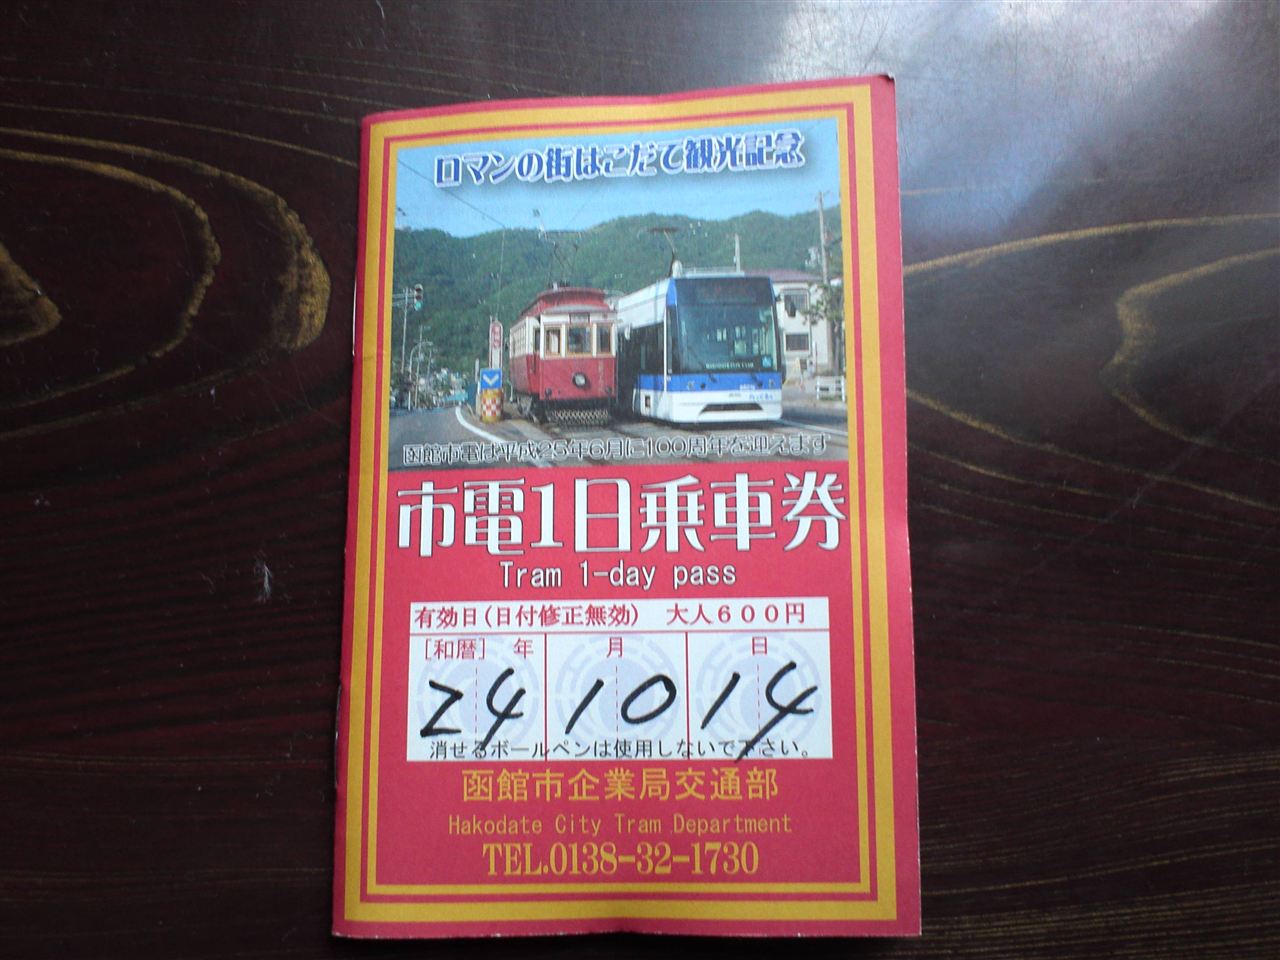 ロマンの街はこだて観光記念
函館市電は平成25年6月に100周年を迎えます
市電1日乗車券
Tram 1-day pass
有効日(日付修正無効) 大人600円
[和暦] 年 月 日
24 10 14
消せるボールペンは使用しないで下さい。
函館市企業局交通部
Hakodate City Tram Department
TEL.0138-32-1730